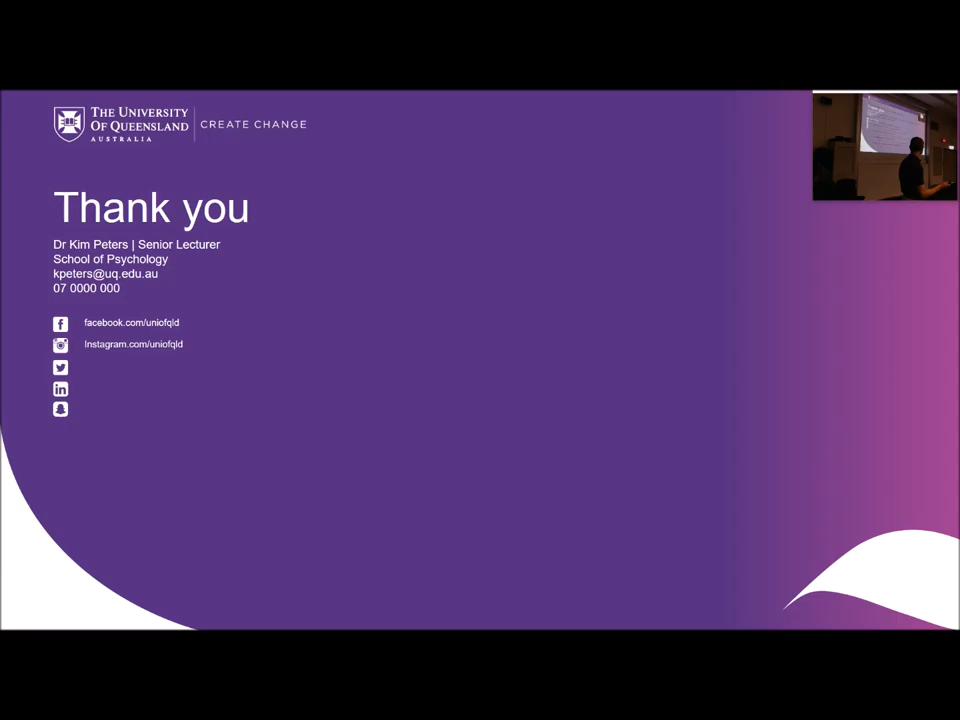 THE UNIVERSITY
OF QUEENSLAND
AUSTRALIA
CREATE CHANGE
Thank you
Dr Kim Peters | Senior Lecturer
School of Psychology
kpeters@uq.edu.au
07 0000 000
facebook.com/uniofqld
Instagram.com/uniofqld